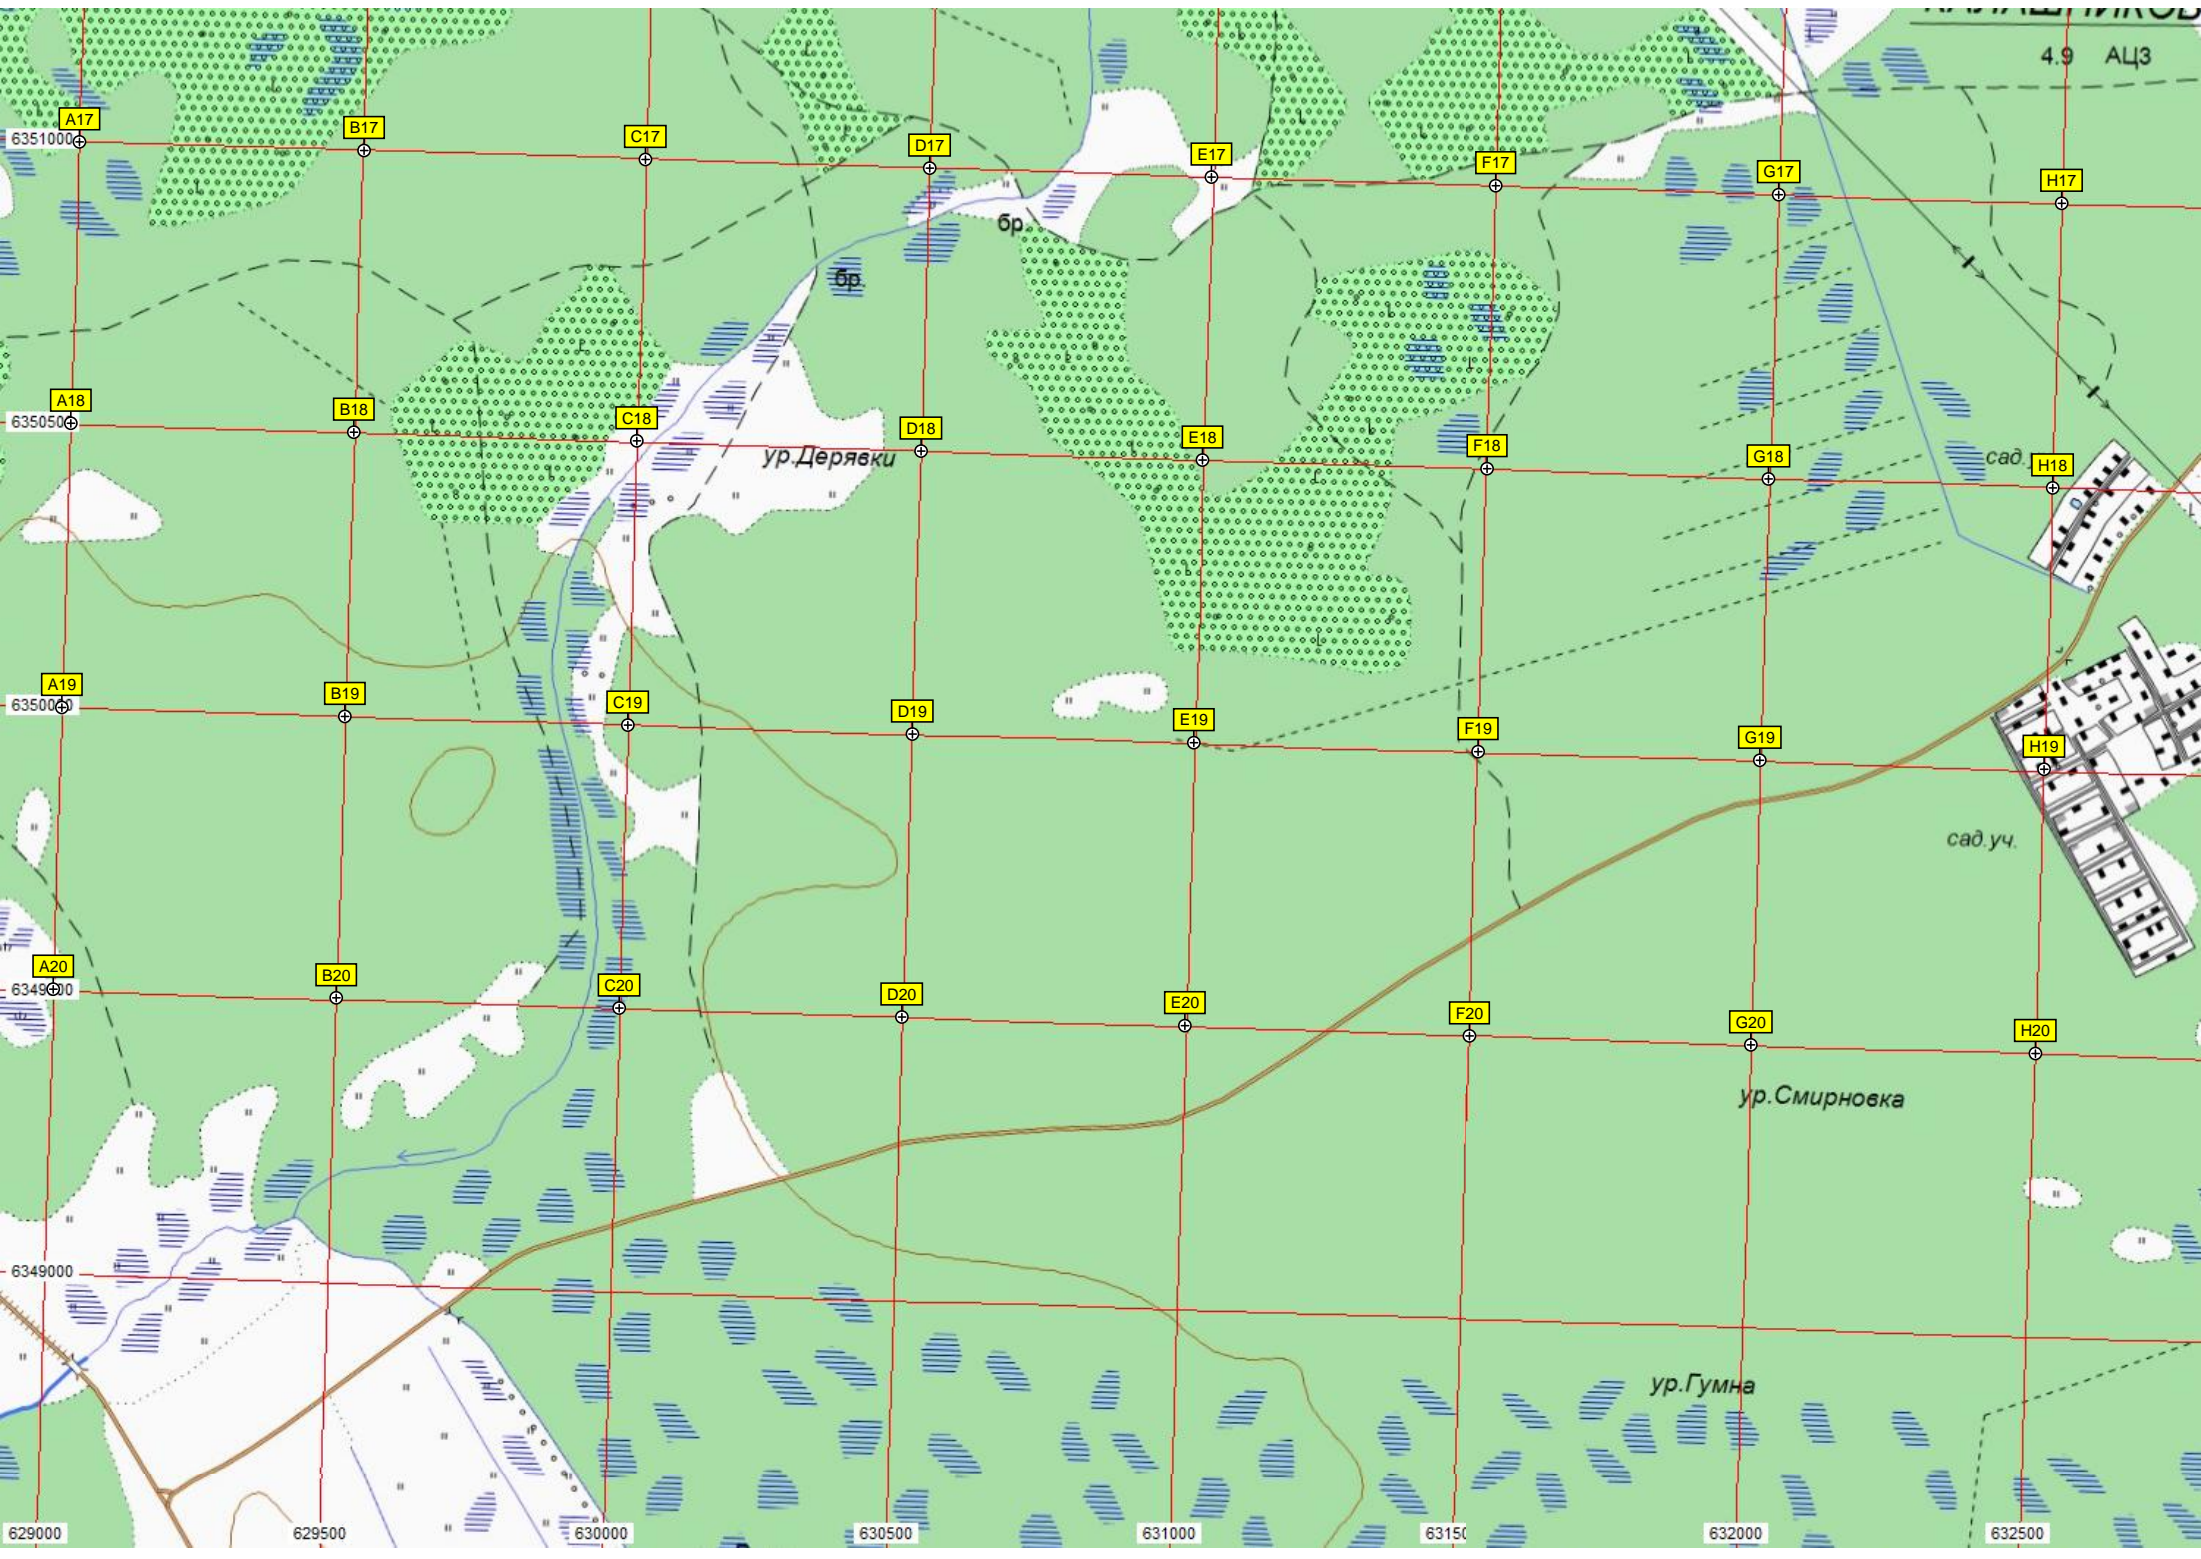 4.9 АЦЗ
A17 B17 C17 D17 E17 F17 G17 H17
6351000
бр.
бр.
A18 B18 C18 D18 E18 F18 G18 H18
ур.Дерявки
сад.
A19 B19 C19 D19 E19 F19 G19 H19
сад.уч.
A20 B20 C20 D20 E20 F20 G20 H20
ур.Смирновка
6349000
ур.Гумна
629000 629500 630000 630500 631000 632000 632500